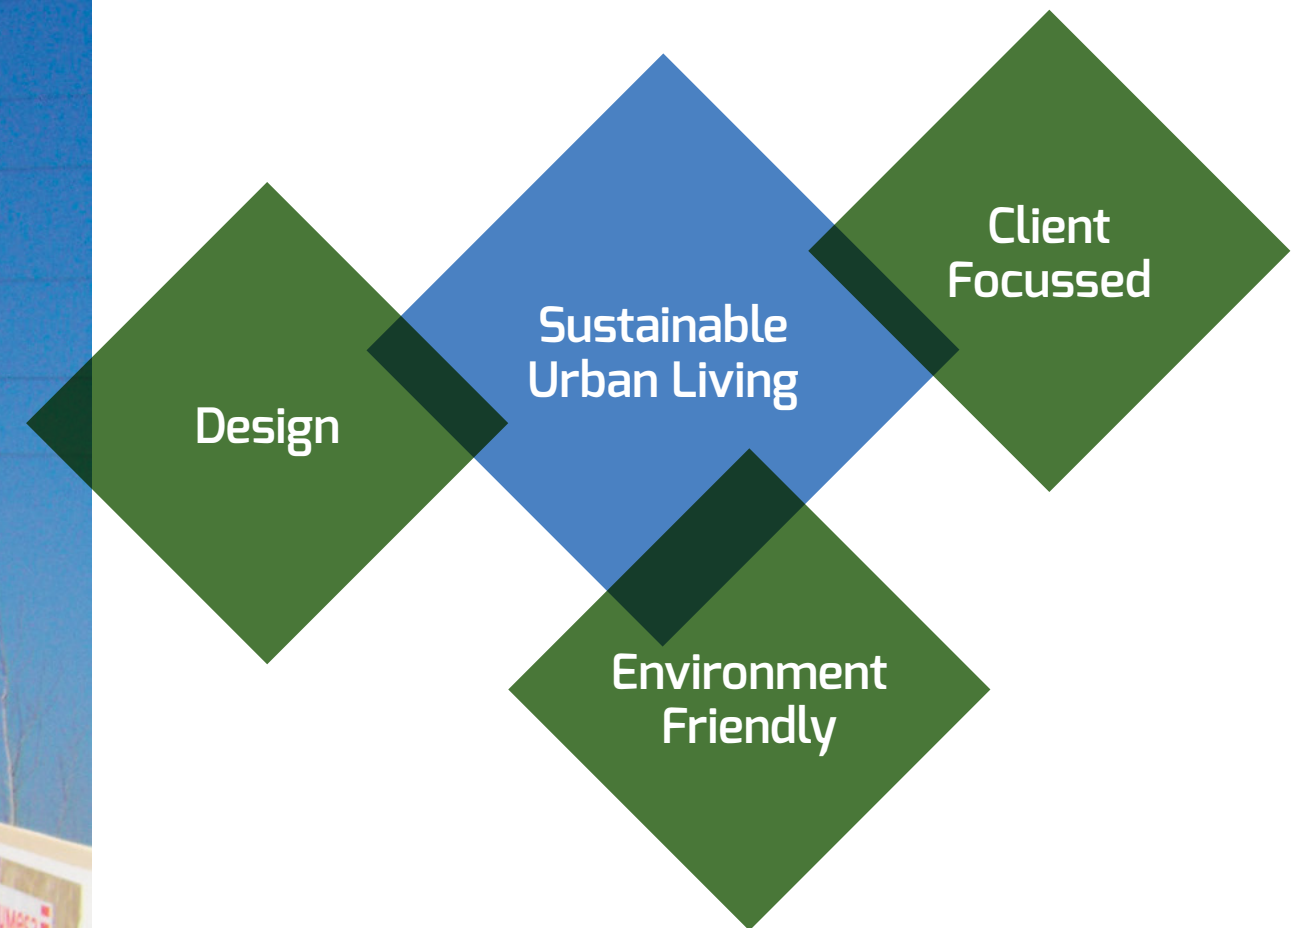 Client
Focussed
Sustainable
Urban Living
Design
Environment
Friendly